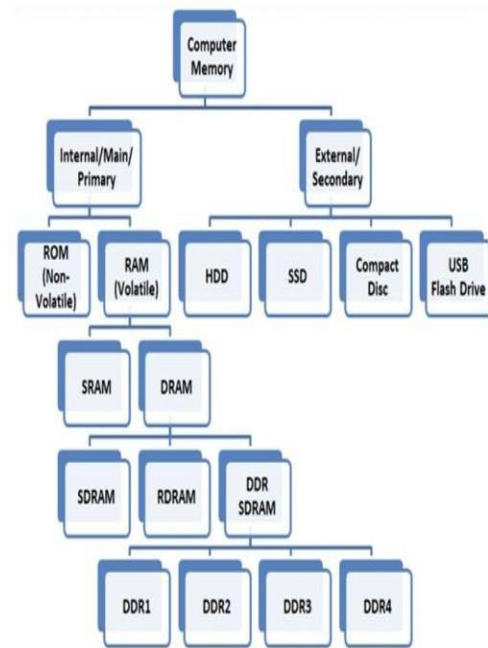 Computer
Memory
Internal/Main/
Primary
External/
Secondary
ROM
(Non-
Volatile)
RAM
(Volatile)
HDD
SSD
Compact
Disc
USB
Flash Drive
SRAM
DRAM
SDRAM
RDRAM
DDR
SDRAM
DDR1
DDR2
DDR3
DDR4